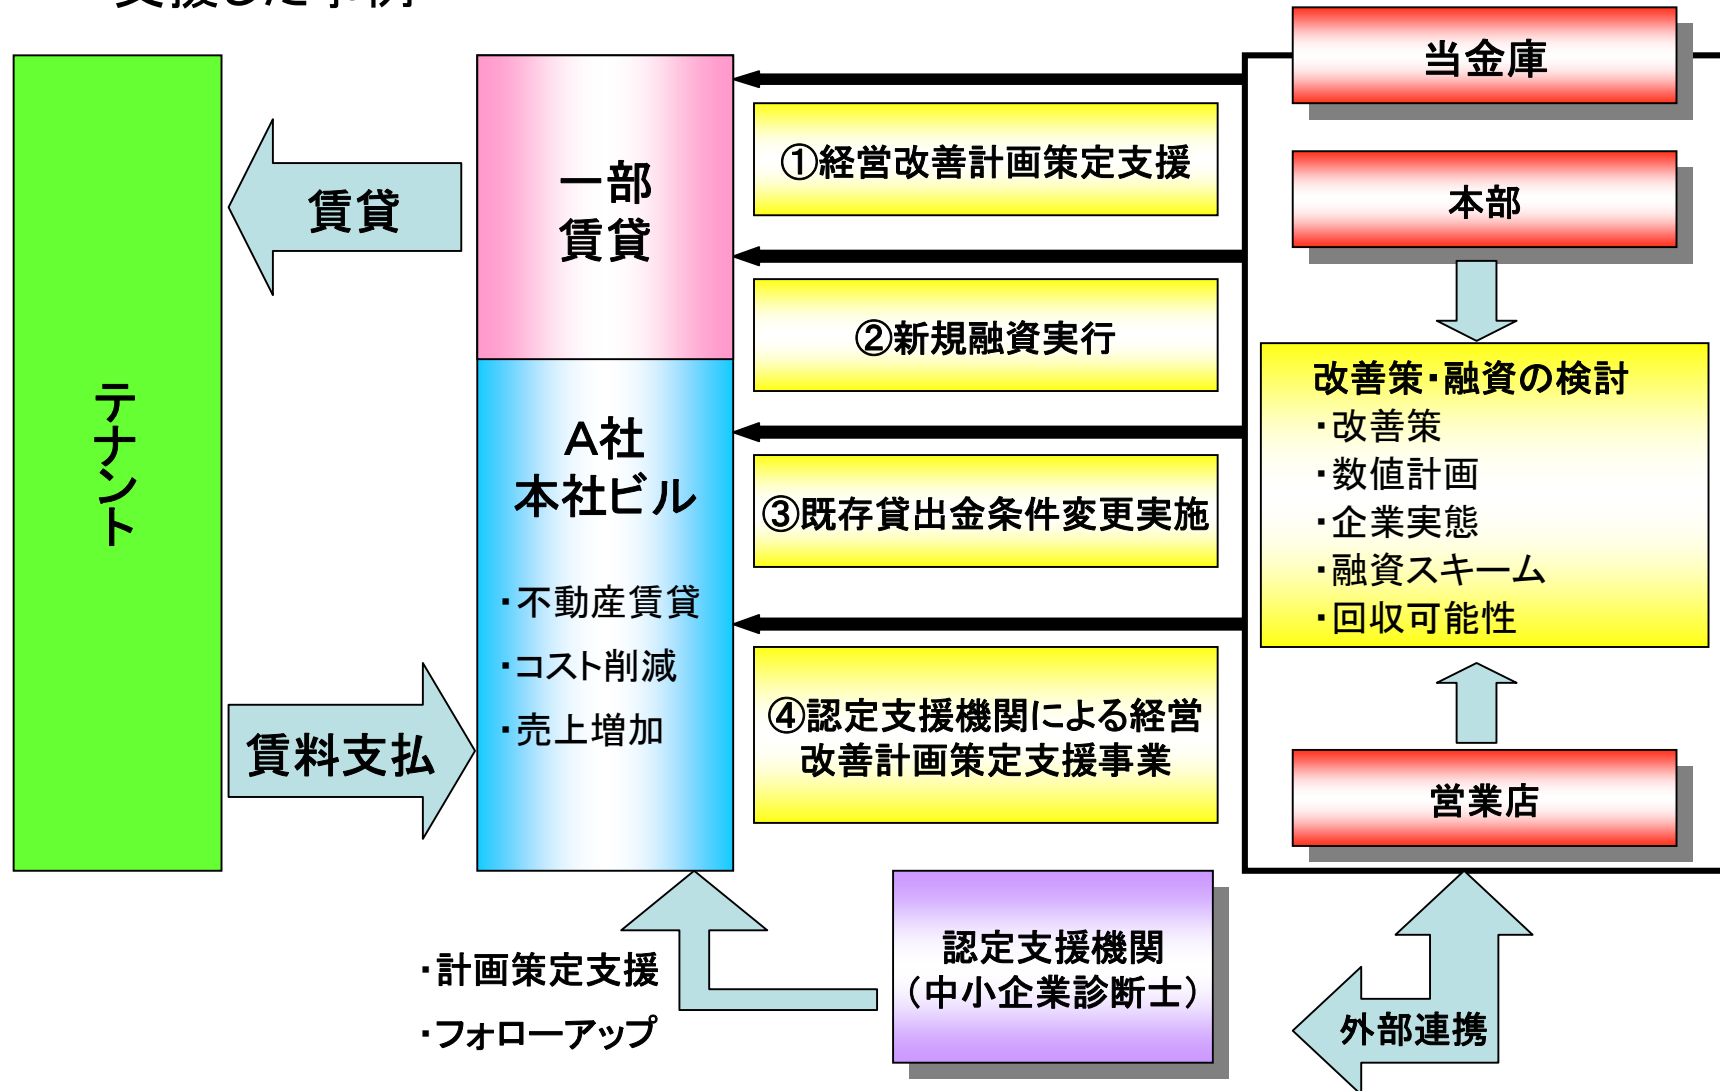 支援した事例
テナント
賃貸
賃料支払
一部
賃貸
A社
本社ビル
・不動産賃貸
・コスト削減
・売上増加
①経営改善計画策定支援
②新規融資実行
③既存貸出金条件変更実施
④認定支援機関による経営
改善計画策定支援事業
当金庫
本部
改善策・融資の検討
・改善策
・数値計画
・企業実態
・融資スキーム
・回収可能性
営業店
・計画策定支援
・フォローアップ
認定支援機関
（中小企業診断士）
外部連携